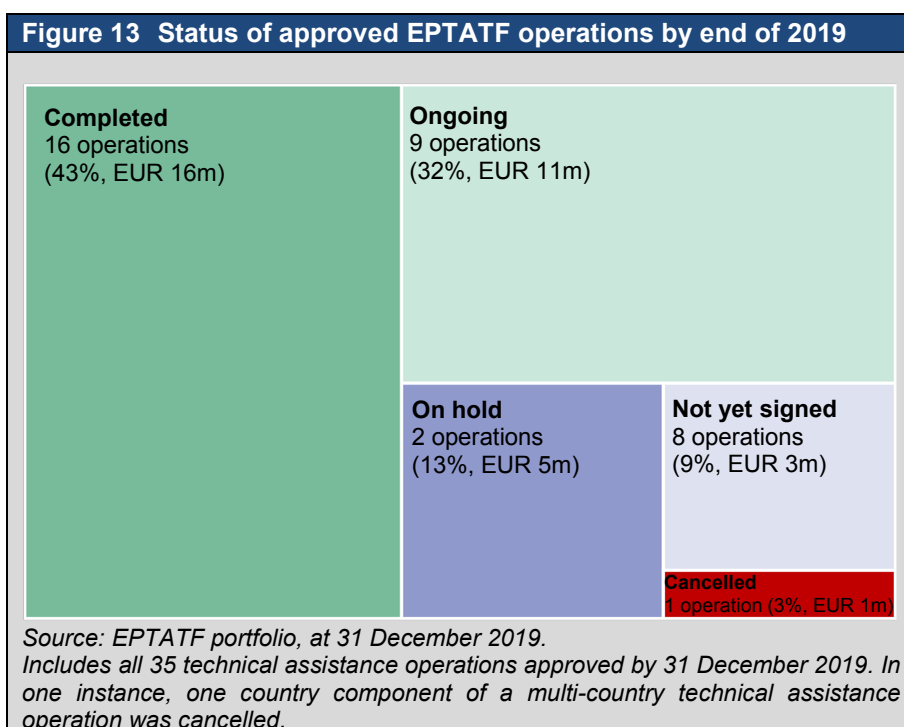 Figure 13 Status of approved EPTATF operations by end of 2019
Completed
16 operations
(43%, EUR 16m)
Ongoing
9 operations
(32%, EUR 11m)
On hold
2 operations
(13%, EUR 5m)
Not yet signed
8 operations
(9%, EUR 3m)
Cancelled
1 operation (3%, EUR 1m)
Source: EPTATF portfolio, at 31 December 2019.
Includes all 35 technical assistance operations approved by 31 December 2019. In
one instance, one country component of a multi-country technical assistance
operation was cancelled.